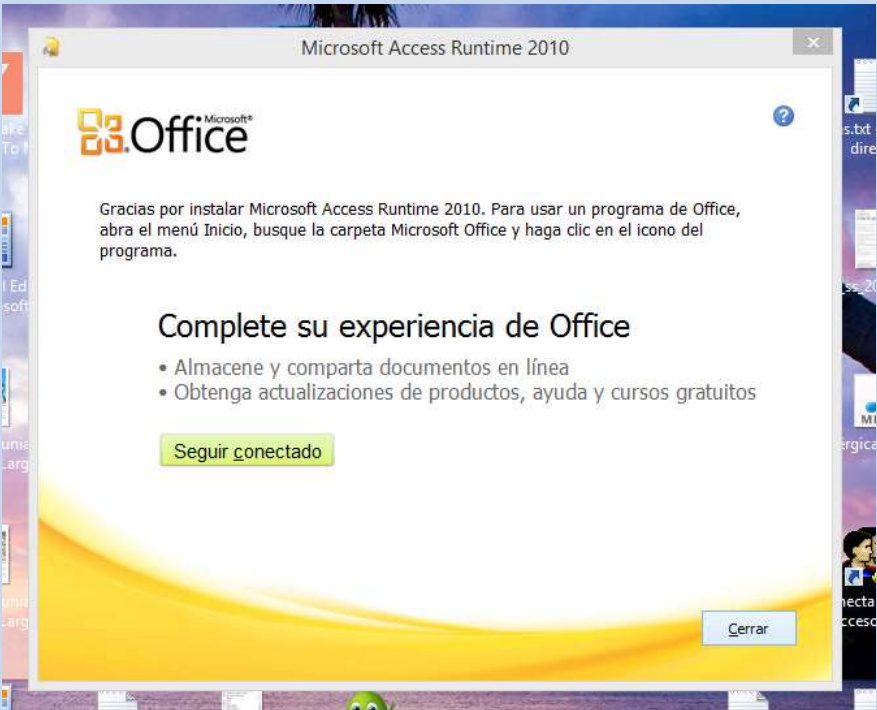 Microsoft Access Runtime 2010
Microsoft®
Office
?
Gracias por instalar Microsoft Access Runtime 2010. Para usar un programa de Office,
abra el menú Inicio, busque la carpeta Microsoft Office y haga clic en el icono del
programa.
Complete su experiencia de Office
• Almacene y comparta documentos en línea
• Obtenga actualizaciones de productos, ayuda y cursos gratuitos
Seguir conectado
Cerrar
s.txt
dire